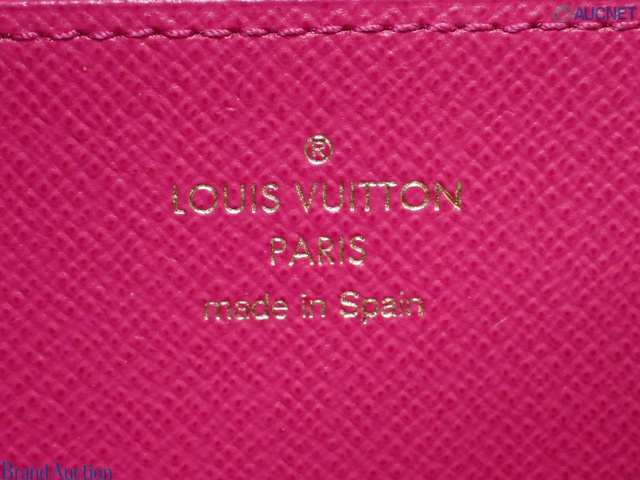 AUCNET
®
LOUIS VUITTON
PARIS
made in Spain
Brand Auction